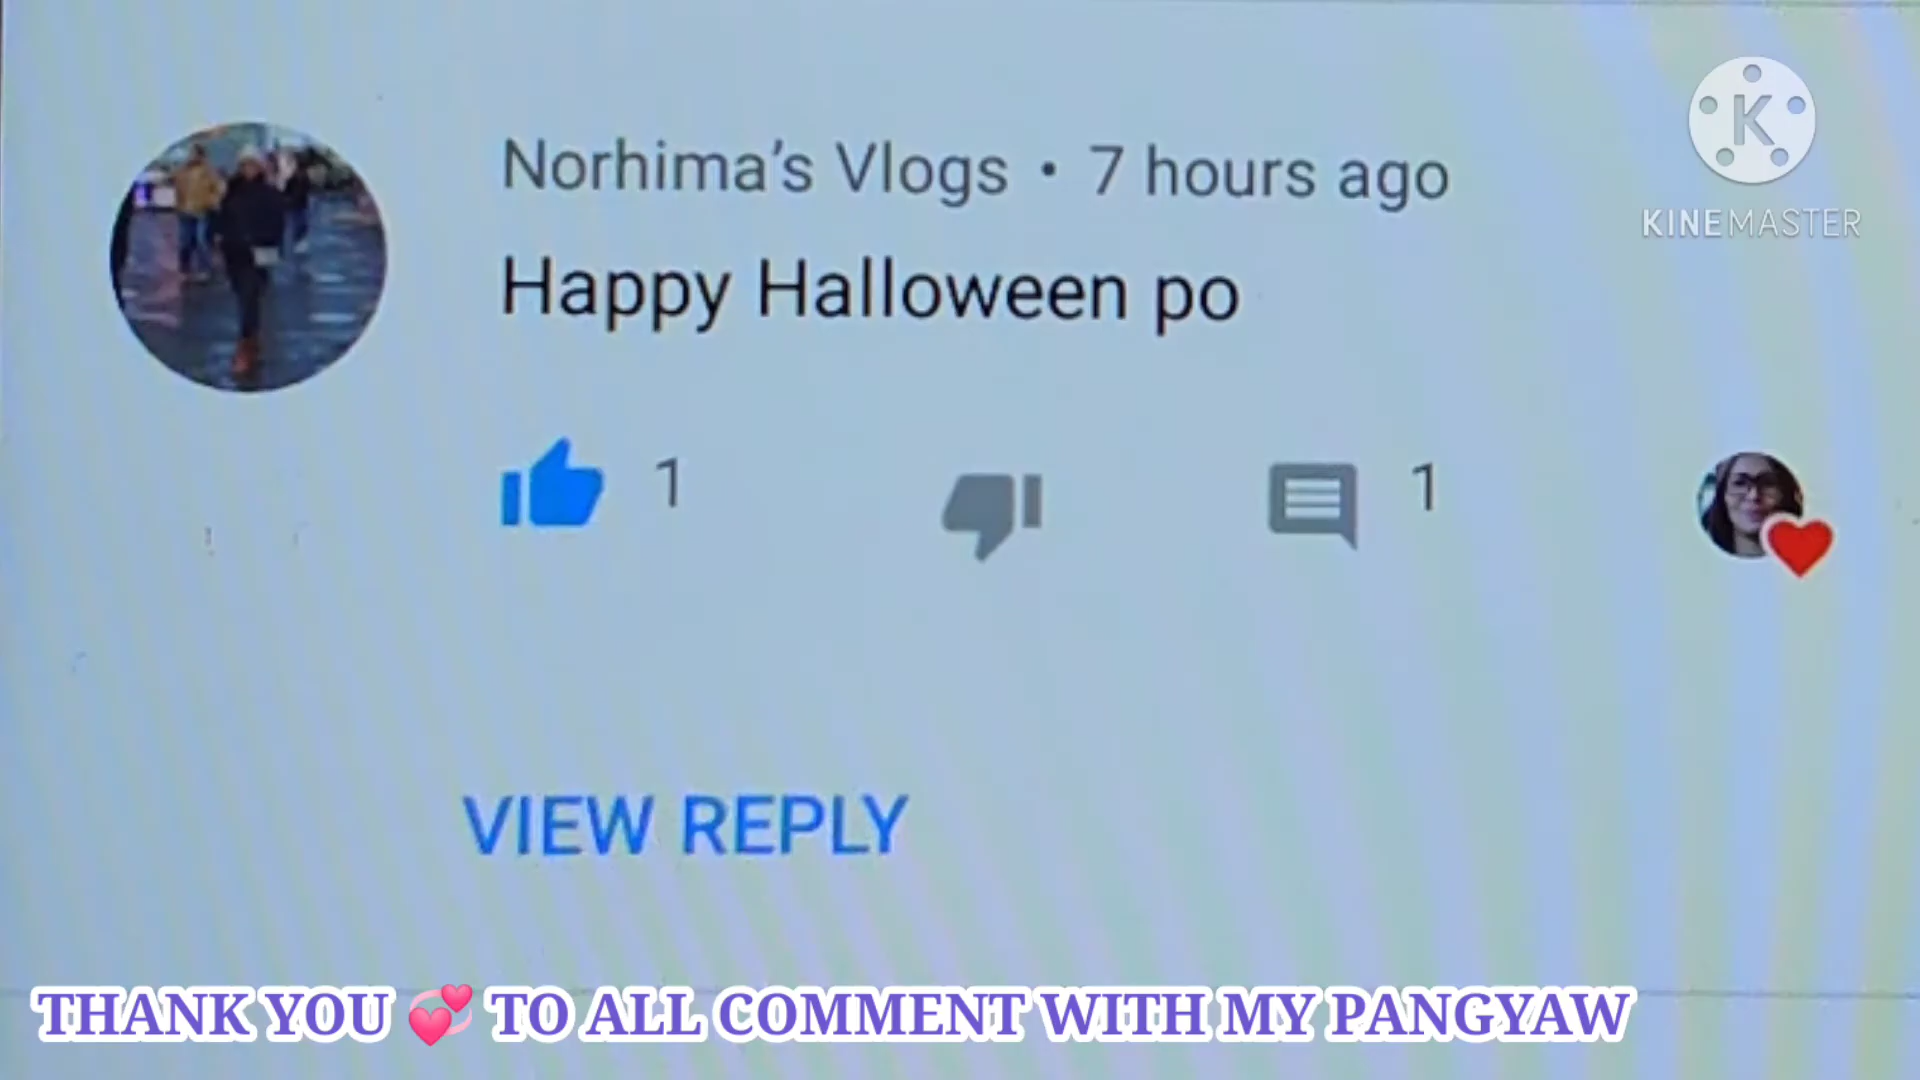 Norhima's Vlogs • 7 hours ago
Happy Halloween po
1
1
VIEW REPLY
THANK YOU 💞 TO ALL COMMENT WITH MY PANGYAW
K
KINEMASTER